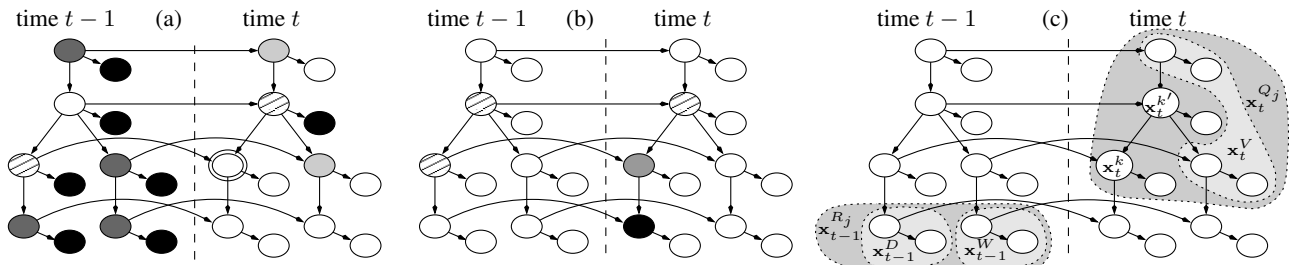 time t − 1 (a) time t
time t − 1 (b) time t
time t − 1 (c) time t
x_t^{Q_j}
x_t^{k'}
x_t^V
x_t^k
x_{t−1}^{R_j}
x_{t−1}^D x_{t−1}^W